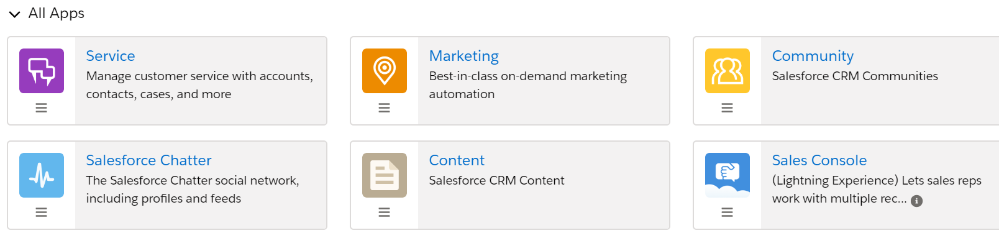 All Apps
Service
Manage customer service with accounts,
contacts, cases, and more
Marketing
Best-in-class on-demand marketing
automation
Community
Salesforce CRM Communities
Salesforce Chatter
The Salesforce Chatter social network,
including profiles and feeds
Content
Salesforce CRM Content
Sales Console
(Lightning Experience) Lets sales reps
work with multiple rec...